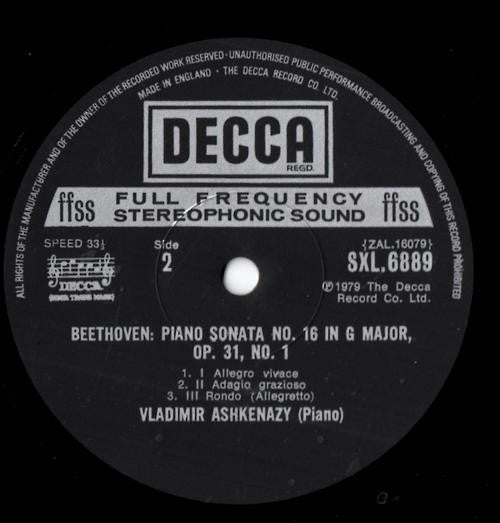 ALL RIGHTS OF THE MANUFACTURER AND OF THE OWNER OF THE RECORDED WORK RESERVED · UNAUTHORISED PUBLIC PERFORMANCE BROADCASTING AND COPYING OF THIS RECORD PROHIBITED
MADE IN ENGLAND · THE DECCA RECORD CO. LTD.
DECCA
REGD.
ffss FULL FREQUENCY STEREOPHONIC SOUND ffss
SPEED 33⅓ Side 2 {ZAL.16079}
SXL.6889
DECCA
℗1979 The Decca
Record Co. Ltd.
BEETHOVEN: PIANO SONATA NO. 16 IN G MAJOR,
OP. 31, NO. 1
1. I Allegro vivace
2. II Adagio grazioso
3. III Rondo (Allegretto)
VLADIMIR ASHKENAZY (Piano)